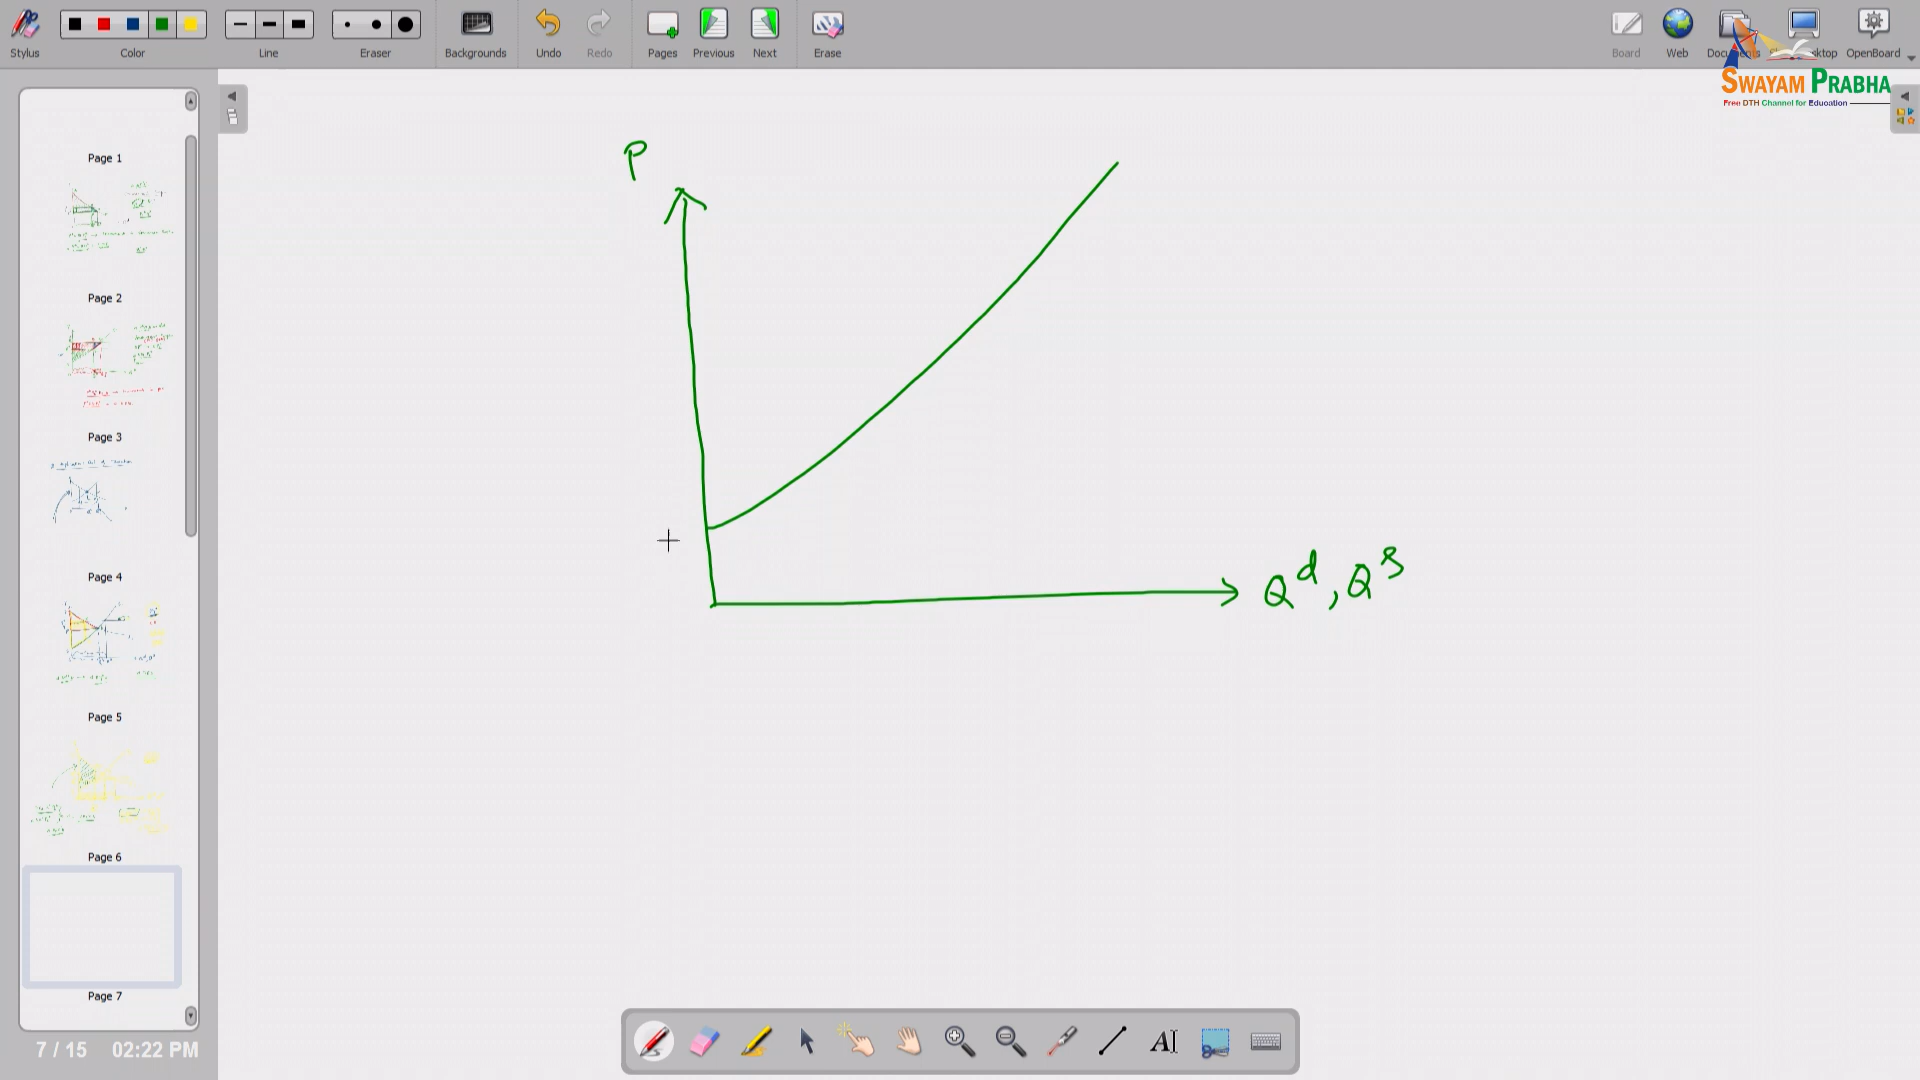 Stylus
Color
Line
Eraser
Backgrounds
Undo
Redo
Pages
Previous
Next
Erase
Board
Web
OpenBoard
SWAYAM PRABHA
Free DTH Channel for Education
Page 1
Page 2
Page 3
Page 4
Page 5
Page 6
Page 7
P
Q^d, Q^s
AI
7 / 15 02:22 PM